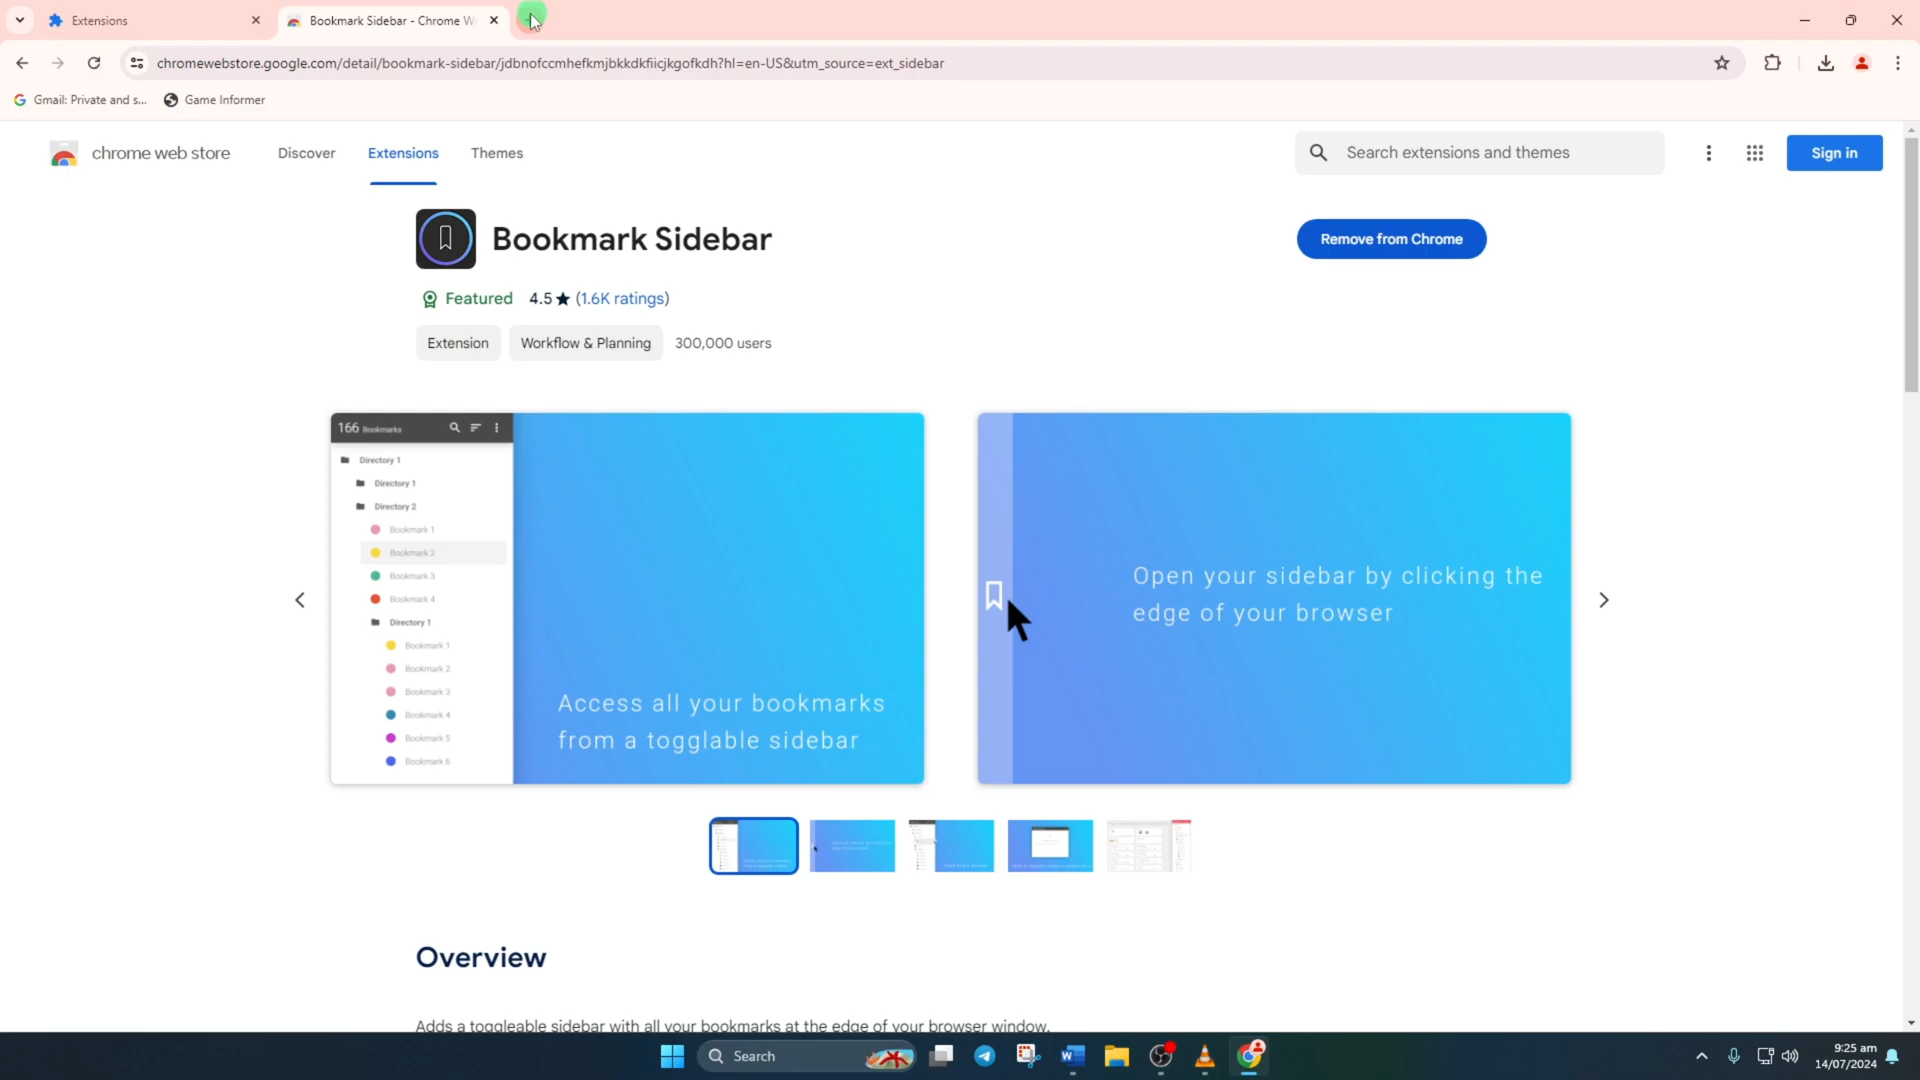 Extensions
Bookmark Sidebar - Chrome W
chromewebstore.google.com/detail/bookmark-sidebar/jdbnofccmhefkmjbkkdkfiicjkgofkdh?hl=en-US&utm_source=ext_sidebar
Gmail: Private and s...
Game Informer
chrome web store
Discover
Extensions
Themes
Search extensions and themes
Sign in
Bookmark Sidebar
Remove from Chrome
Featured 4.5★ (1.6K ratings)
Extension
Workflow & Planning
300,000 users
166 Bookmarks
Directory 1
Directory 1
Directory 2
Bookmark 1
Bookmark 2
Bookmark 3
Bookmark 4
Directory 1
Bookmark 1
Bookmark 2
Bookmark 3
Bookmark 4
Bookmark 5
Bookmark 6
Access all your bookmarks
from a togglable sidebar
Open your sidebar by clicking the
edge of your browser
Overview
Adds a toggleable sidebar with all your bookmarks at the edge of your browser window.
Search
9:25 am
14/07/2024